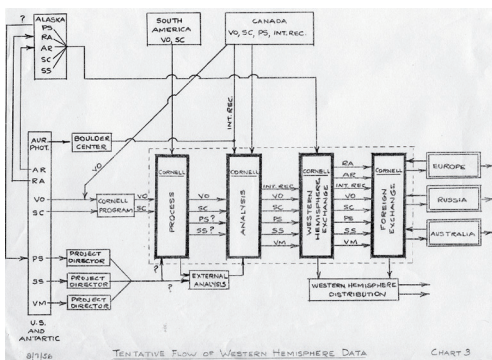 ALASKA
PS
RA
AR
SC
SS
?
SOUTH
AMERICA
VO, SC
CANADA
VO, SC, PS, INT. REC.
AUR.
PHOT.
BOULDER
CENTER
INT. REC.
VO
AR
RA
VO
SC
CORNELL
PROGRAM
VO
SC
CORNELL
PROCESS
VO
SC
PS?
SS?
CORNELL
ANALYSIS
INT. REC.
VO
SC
PS
SS
VM
CORNELL
WESTERN
HEMISPHERE
EXCHANGE
RA
AR
INT. REC
VO
SC
PS
SS
VM
CORNELL
FOREIGN
EXCHANGE
EUROPE
RUSSIA
AUSTRALIA
PS
PROJECT
DIRECTOR
SS
PROJECT
DIRECTOR
VM
PROJECT
DIRECTOR
?
?
EXTERNAL
ANALYSIS
WESTERN HEMISPHERE
DISTRIBUTION
U.S.
AND
ANTARTIC
8/7/56
TENTATIVE FLOW OF WESTERN HEMISPHERE DATA
CHART 3